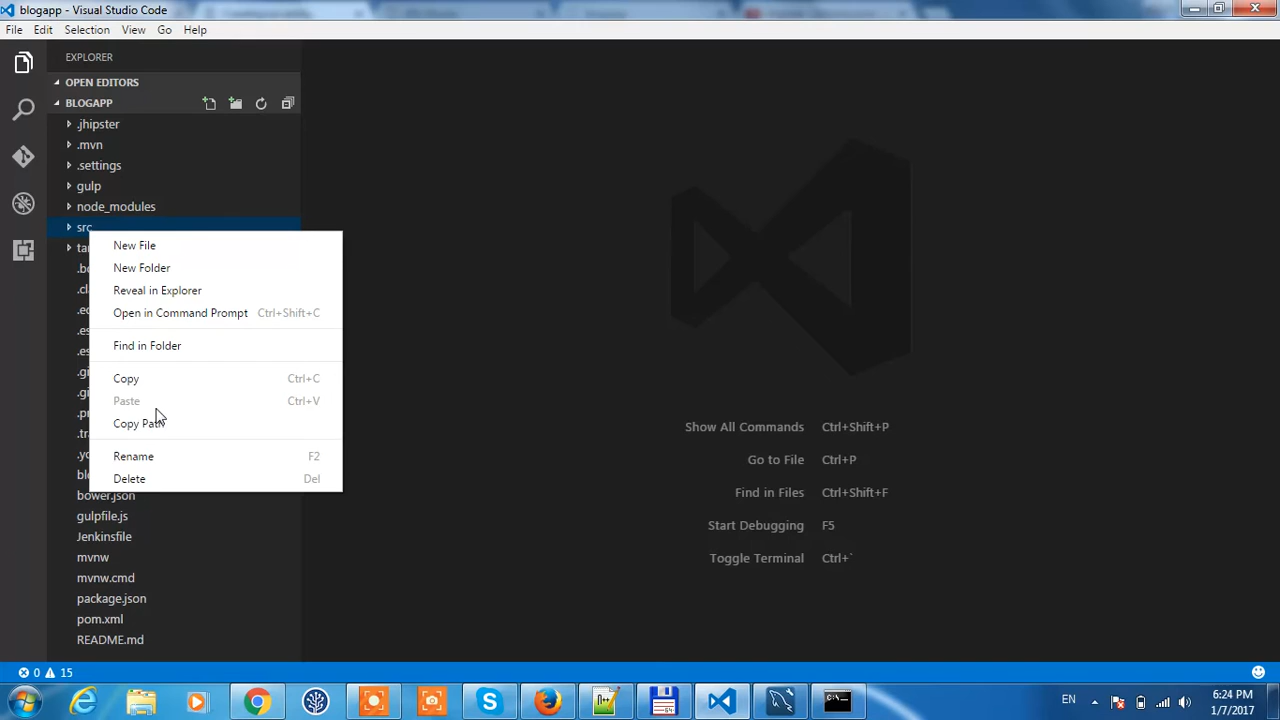 blogapp - Visual Studio Code
File Edit Selection View Go Help
EXPLORER
OPEN EDITORS
BLOGAPP
.jhipster
.mvn
.settings
gulp
node_modules
src
New File
New Folder
Reveal in Explorer
Open in Command Prompt Ctrl+Shift+C
Find in Folder
Copy Ctrl+C
Paste Ctrl+V
Copy Path
Rename F2
Delete Del
bower.json
gulpfile.js
Jenkinsfile
mvnw
mvnw.cmd
package.json
pom.xml
README.md
Show All Commands Ctrl+Shift+P
Go to File Ctrl+P
Find in Files Ctrl+Shift+F
Start Debugging F5
Toggle Terminal Ctrl+`
0 15
EN
6:24 PM
1/7/2017